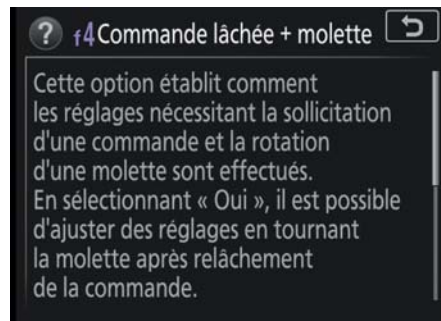 ? f4 Commande lâchée + molette
Cette option établit comment
les réglages nécessitant la sollicitation
d'une commande et la rotation
d'une molette sont effectués.
En sélectionnant « Oui », il est possible
d'ajuster des réglages en tournant
la molette après relâchement
de la commande.